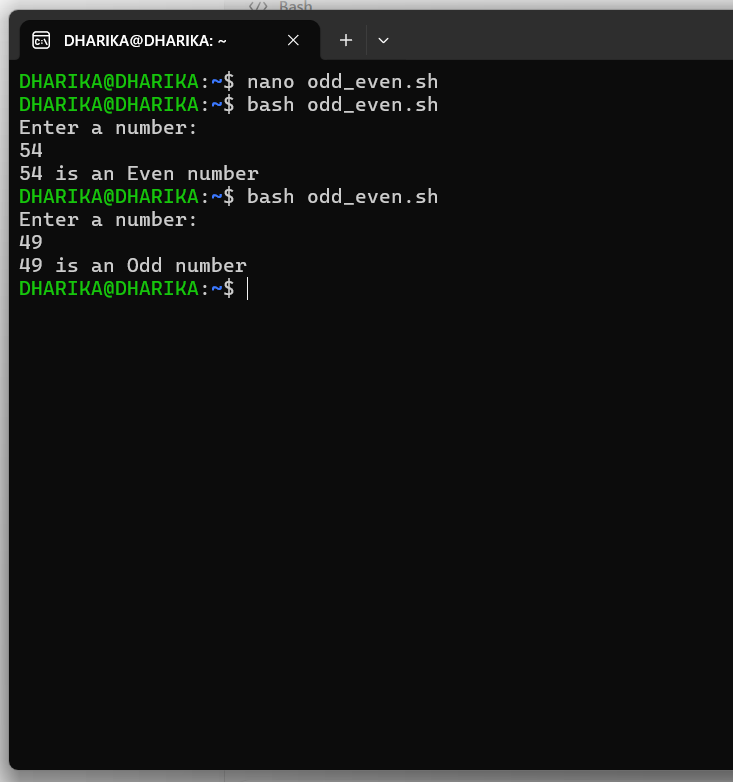 Bash
DHARIKA@DHARIKA: ~
DHARIKA@DHARIKA:~$ nano odd_even.sh
DHARIKA@DHARIKA:~$ bash odd_even.sh
Enter a number:
54
54 is an Even number
DHARIKA@DHARIKA:~$ bash odd_even.sh
Enter a number:
49
49 is an Odd number
DHARIKA@DHARIKA:~$